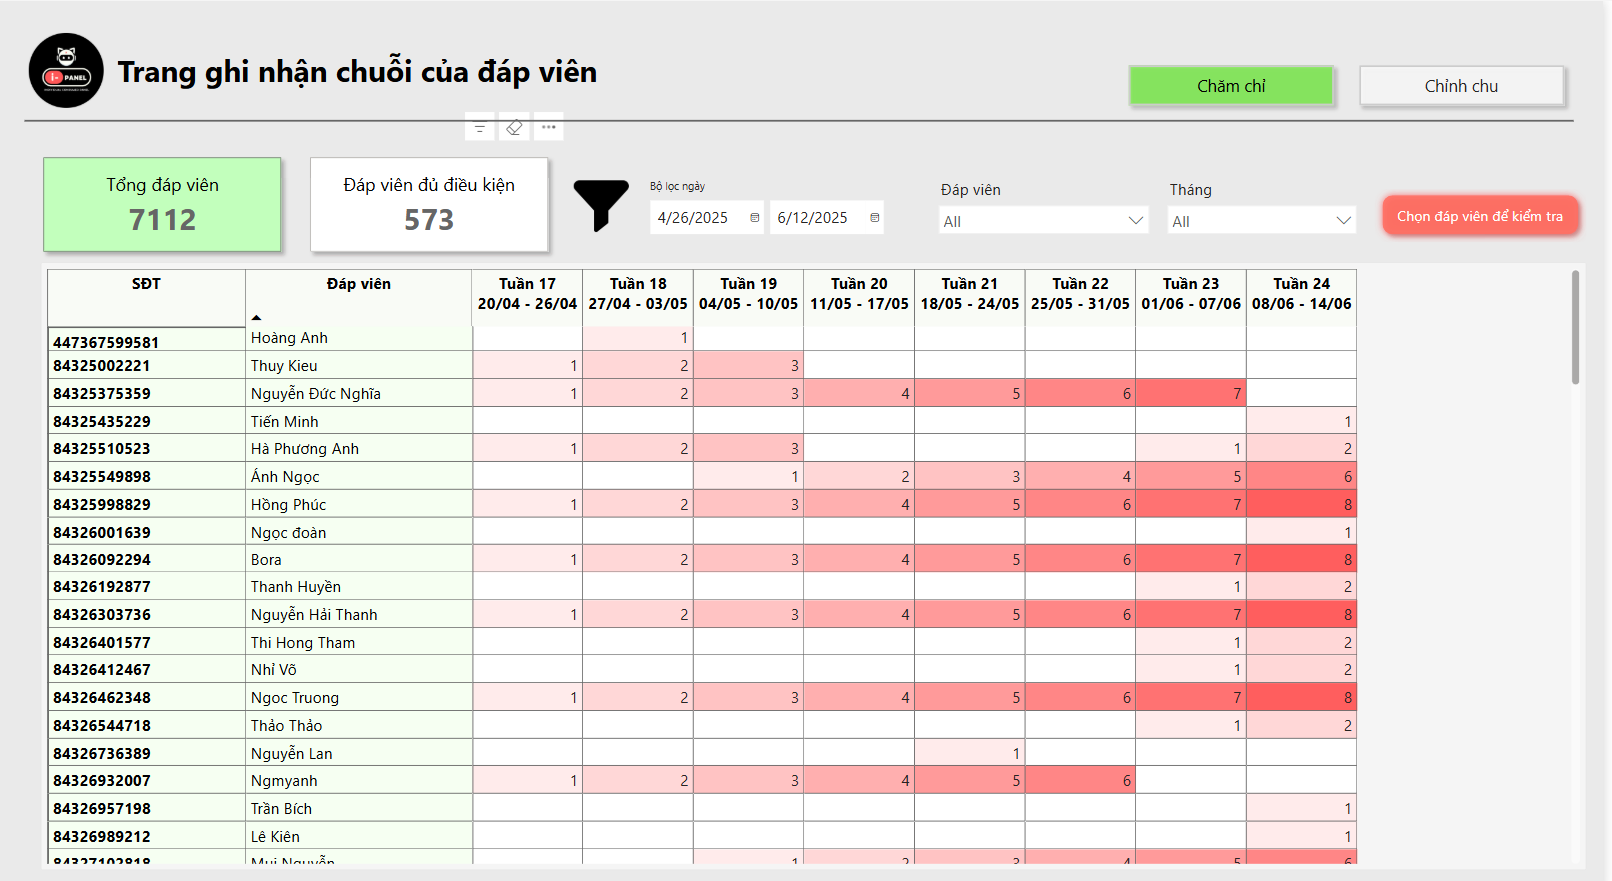 i- PANEL
Trang ghi nhận chuỗi của đáp viên
Chăm chỉ
Chỉnh chu
Tổng đáp viên
7112
Đáp viên đủ điều kiện
573
Bộ lọc ngày
4/26/2025 6/12/2025
Đáp viên
All
Tháng
All
Chọn đáp viên để kiểm tra
SĐT Đáp viên Tuần 17 Tuần 18 Tuần 19 Tuần 20 Tuần 21 Tuần 22 Tuần 23 Tuần 24
20/04 - 26/04 27/04 - 03/05 04/05 - 10/05 11/05 - 17/05 18/05 - 24/05 25/05 - 31/05 01/06 - 07/06 08/06 - 14/06
447367599581 Hoàng Anh 1
84325002221 Thuy Kieu 1 2 3
84325375359 Nguyễn Đức Nghĩa 1 2 3 4 5 6 7
84325435229 Tiến Minh 1
84325510523 Hà Phương Anh 1 2 3 1 2
84325549898 Ánh Ngọc 1 2 3 4 5 6
84325998829 Hồng Phúc 1 2 3 4 5 6 7 8
84326001639 Ngọc đoàn 1
84326092294 Bora 1 2 3 4 5 6 7 8
84326192877 Thanh Huyền 1 2
84326303736 Nguyễn Hải Thanh 1 2 3 4 5 6 7 8
84326401577 Thi Hong Tham 1 2
84326412467 Nhỉ Võ 1 2
84326462348 Ngoc Truong 1 2 3 4 5 6 7 8
84326544718 Thảo Thảo 1 2
84326736389 Nguyễn Lan 1
84326932007 Ngmyanh 1 2 3 4 5 6
84326957198 Trần Bích 1
84326989212 Lê Kiên 1
84327102818 Mui Nguyễn 1 2 3 4 5 6